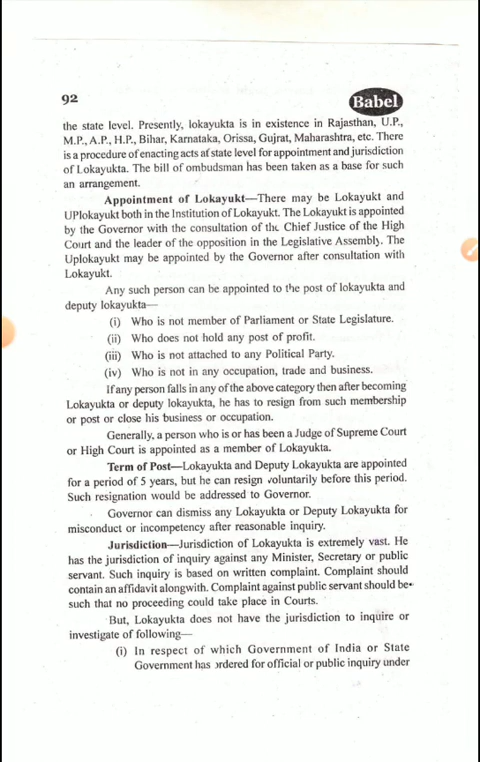 92
Babel
the state level. Presently, lokayukta is in existence in Rajasthan, U.P.,
M.P., A.P., H.P., Bihar, Karnataka, Orissa, Gujrat, Maharashtra, etc. There
is a procedure of enacting acts at state level for appointment and jurisdiction
of Lokayukta. The bill of ombudsman has been taken as a base for such
an arrangement.
Appointment of Lokayukt—There may be Lokayukt and
UPlokayukt both in the Institution of Lokayukt. The Lokayukt is appointed
by the Governor with the consultation of the Chief Justice of the High
Court and the leader of the opposition in the Legislative Assembly. The
Uplokayukt may be appointed by the Governor after consultation with
Lokayukt.
Any such person can be appointed to the post of lokayukta and
deputy lokayukta—
(i) Who is not member of Parliament or State Legislature.
(ii) Who does not hold any post of profit.
(iii) Who is not attached to any Political Party.
(iv) Who is not in any occupation, trade and business.
If any person falls in any of the above category then after becoming
Lokayukta or deputy lokayukta, he has to resign from such membership
or post or close his business or occupation.
Generally, a person who is or has been a Judge of Supreme Court
or High Court is appointed as a member of Lokayukta.
Term of Post—Lokayukta and Deputy Lokayukta are appointed
for a period of 5 years, but he can resign voluntarily before this period.
Such resignation would be addressed to Governor.
Governor can dismiss any Lokayukta or Deputy Lokayukta for
misconduct or incompetency after reasonable inquiry.
Jurisdiction—Jurisdiction of Lokayukta is extremely vast. He
has the jurisdiction of inquiry against any Minister, Secretary or public
servant. Such inquiry is based on written complaint. Complaint should
contain an affidavit alongwith. Complaint against public servant should be
such that no proceeding could take place in Courts.
But, Lokayukta does not have the jurisdiction to inquire or
investigate of following—
(i) In respect of which Government of India or State
Government has ordered for official or public inquiry under